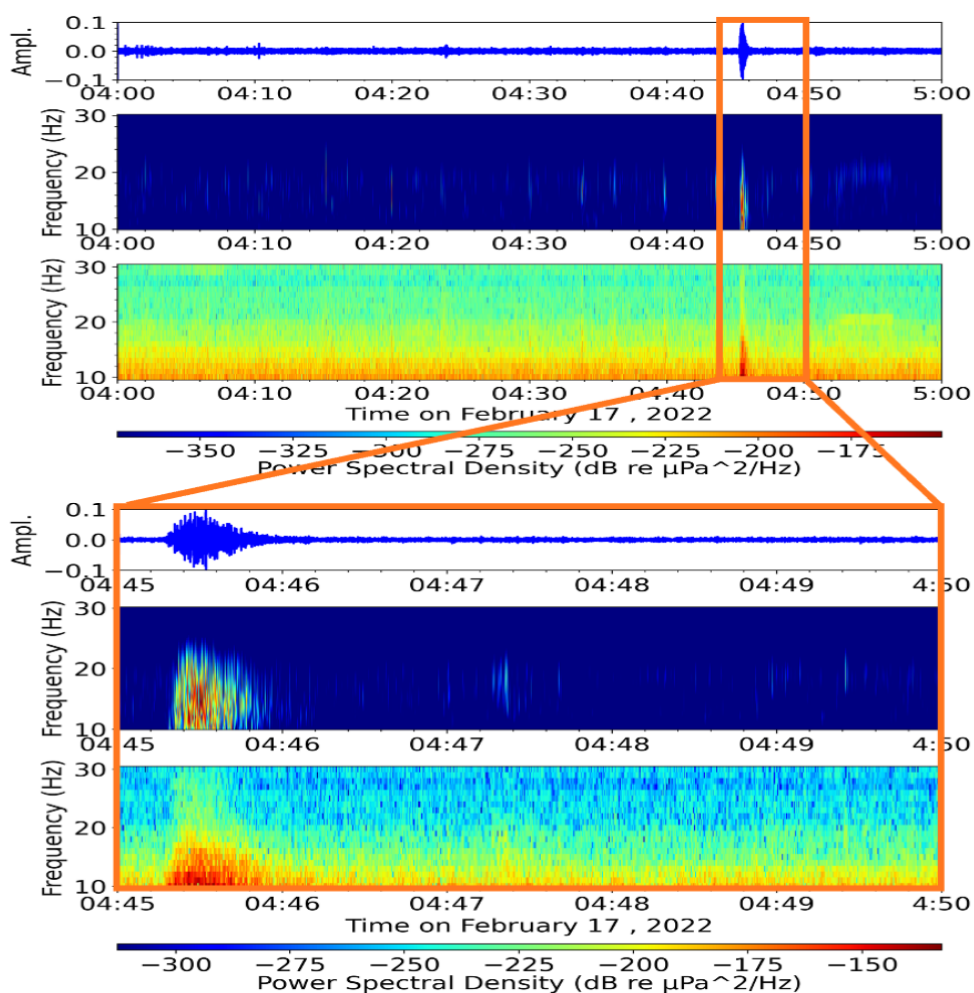 Ampl.
0.1
0.0
−0.1
04:00 04:10 04:20 04:30 04:40 04:50 5:00
Frequency (Hz)
30
20
10
04:00 04:10 04:20 04:30 04:40 04:50 5:00
Frequency (Hz)
30
20
10
04:00 04:10 04:20 04:30 04:40 04:50 5:00
Time on February 17 , 2022
−350 −325 −300 −275 −250 −225 −200 −175
Power Spectral Density (dB re μPa^2/Hz)
Ampl.
0.1
0.0
−0.1
04:45 04:46 04:47 04:48 04:49 4:50
Frequency (Hz)
30
20
10
04:45 04:46 04:47 04:48 04:49 4:50
Frequency (Hz)
30
20
10
04:45 04:46 04:47 04:48 04:49 4:50
Time on February 17 , 2022
−300 −275 −250 −225 −200 −175 −150
Power Spectral Density (dB re μPa^2/Hz)